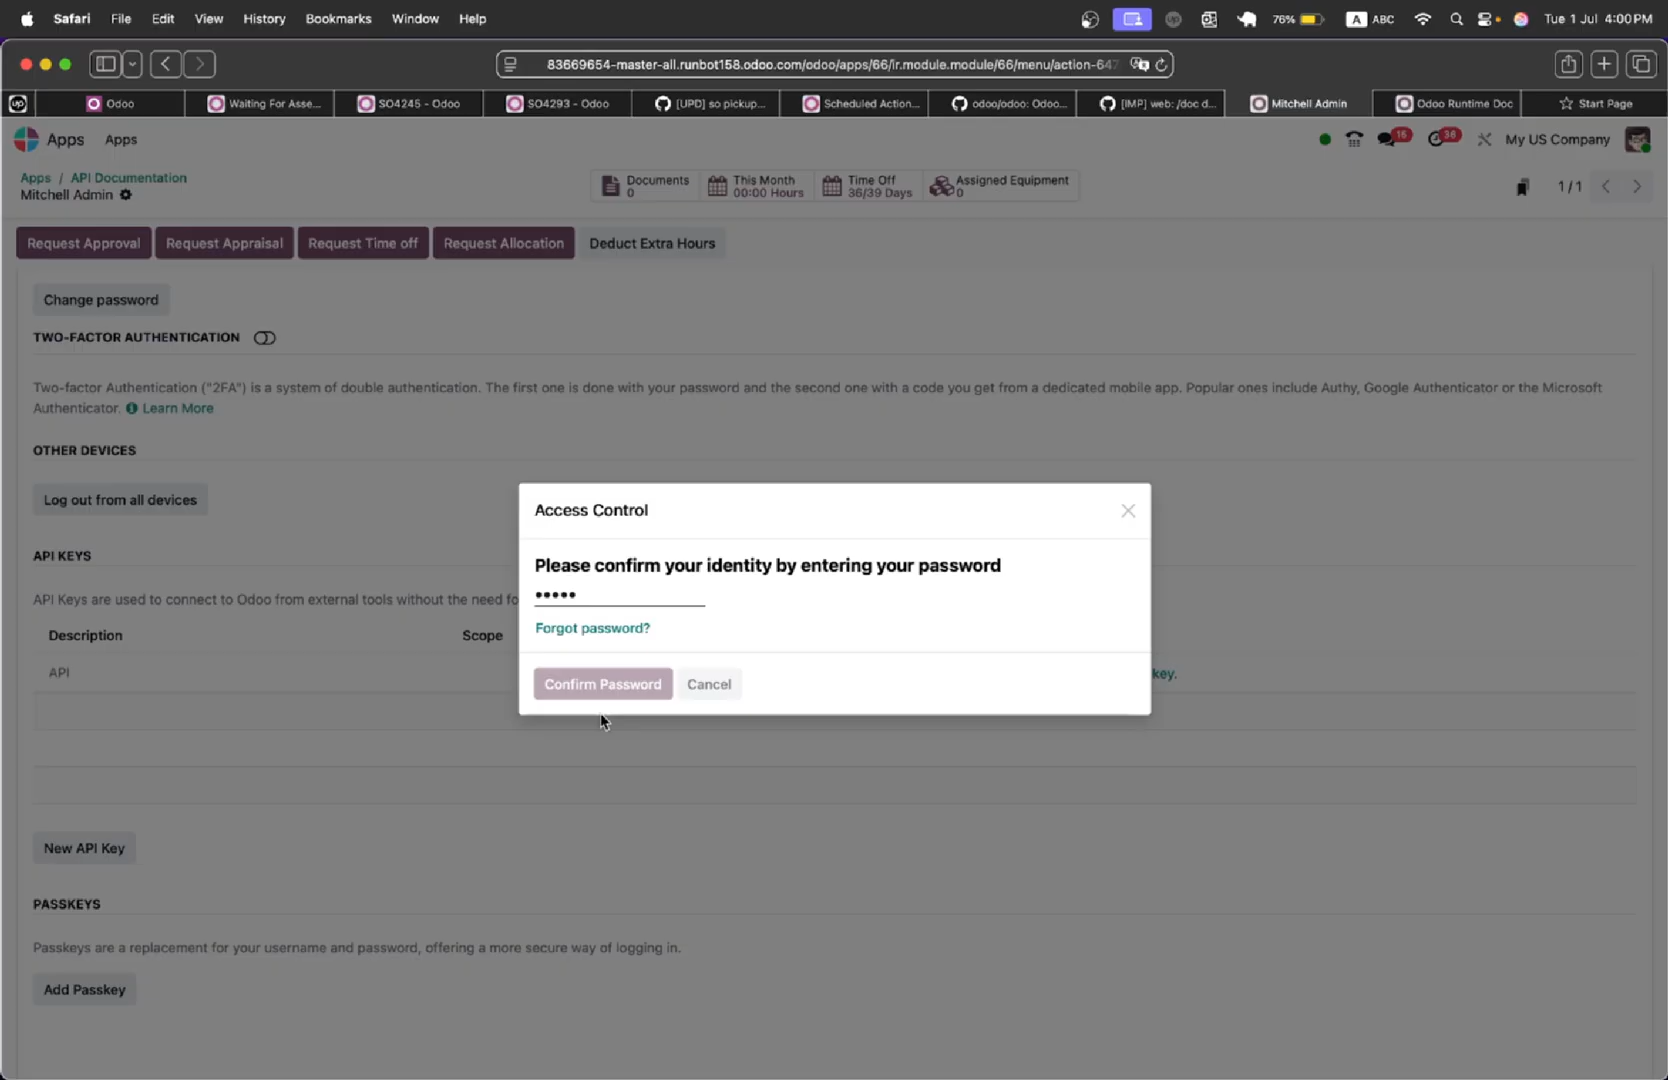 Safari File Edit View History Bookmarks Window Help 76% A ABC Tue 1 Jul 4:00 PM
83669654-master-all.runbot158.odoo.com/odoo/apps/66/ir.module.module/66/menu/action-647
up Odoo Waiting For Asse... SO4245 - Odoo SO4293 - Odoo [UPD] so pickup... Scheduled Action... odoo/odoo: Odoo... [IMP] web: /doc d... Mitchell Admin Odoo Runtime Doc Start Page
Apps Apps 15 36 My US Company
Apps / API Documentation
Mitchell Admin
Documents
0
This Month
00:00 Hours
Time Off
36/39 Days
Assigned Equipment
0
1 / 1
Request Approval Request Appraisal Request Time off Request Allocation Deduct Extra Hours
Change password
TWO-FACTOR AUTHENTICATION
Two-factor Authentication ("2FA") is a system of double authentication. The first one is done with your password and the second one with a code you get from a dedicated mobile app. Popular ones include Authy, Google Authenticator or the Microsoft
Authenticator. Learn More
OTHER DEVICES
Log out from all devices
API KEYS
API Keys are used to connect to Odoo from external tools without the need fo
Description Scope
API key.
Access Control
Please confirm your identity by entering your password
•••••
Forgot password?
Confirm Password Cancel
New API Key
PASSKEYS
Passkeys are a replacement for your username and password, offering a more secure way of logging in.
Add Passkey